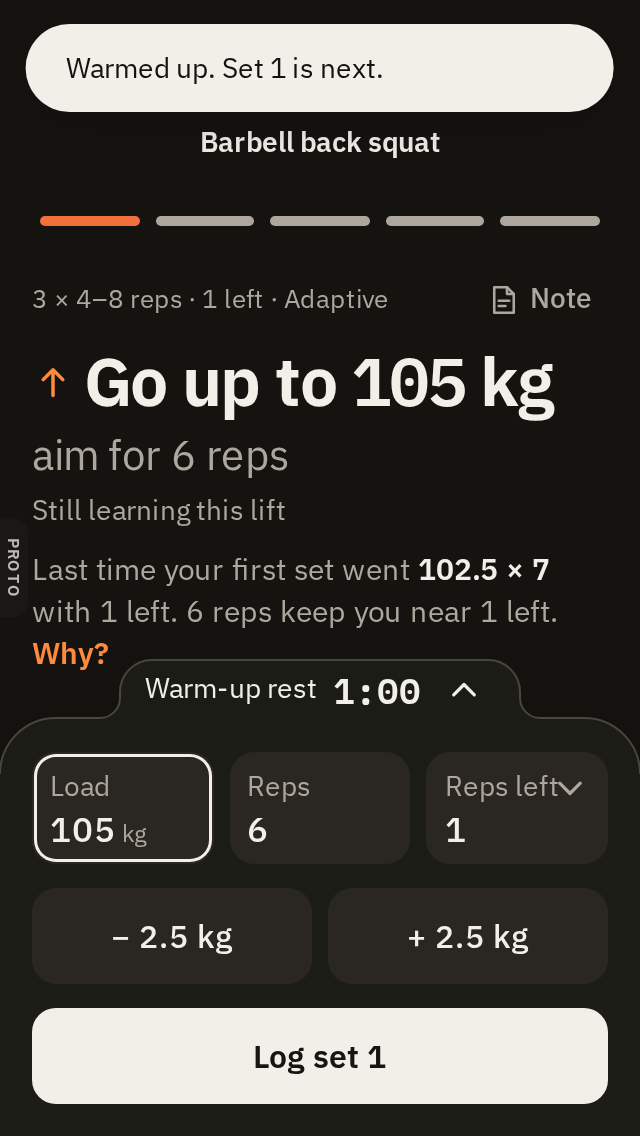 Warmed up. Set 1 is next.
Barbell back squat
3 × 4–8 reps · 1 left · Adaptive
Note
↑ Go up to 105 kg
aim for 6 reps
Still learning this lift
PROTO
Last time your first set went 102.5 × 7
with 1 left. 6 reps keep you near 1 left.
Why?
Warm-up rest 1:00
Load
105 kg
Reps
6
Reps left
1
− 2.5 kg
+ 2.5 kg
Log set 1